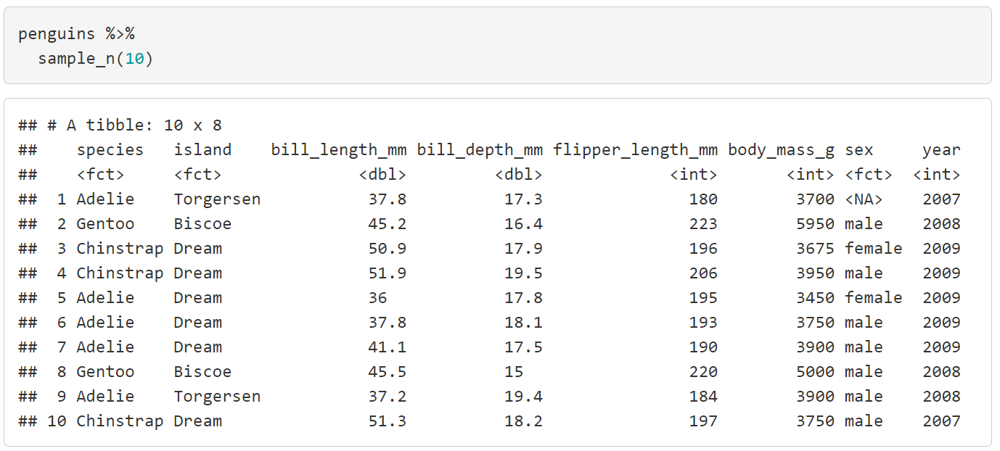 penguins %>%
  sample_n(10)
## # A tibble: 10 x 8
##    species   island    bill_length_mm bill_depth_mm flipper_length_mm body_mass_g sex     year
##    <fct>     <fct>              <dbl>         <dbl>             <int>       <int> <fct>  <int>
##  1 Adelie    Torgersen           37.8          17.3               180        3700 <NA>    2007
##  2 Gentoo    Biscoe              45.2          16.4               223        5950 male    2008
##  3 Chinstrap Dream               50.9          17.9               196        3675 female  2009
##  4 Chinstrap Dream               51.9          19.5               206        3950 male    2009
##  5 Adelie    Dream               36            17.8               195        3450 female  2009
##  6 Adelie    Dream               37.8          18.1               193        3750 male    2009
##  7 Adelie    Dream               41.1          17.5               190        3900 male    2009
##  8 Gentoo    Biscoe              45.5          15                 220        5000 male    2008
##  9 Adelie    Torgersen           37.2          19.4               184        3900 male    2008
## 10 Chinstrap Dream               51.3          18.2               197        3750 male    2007